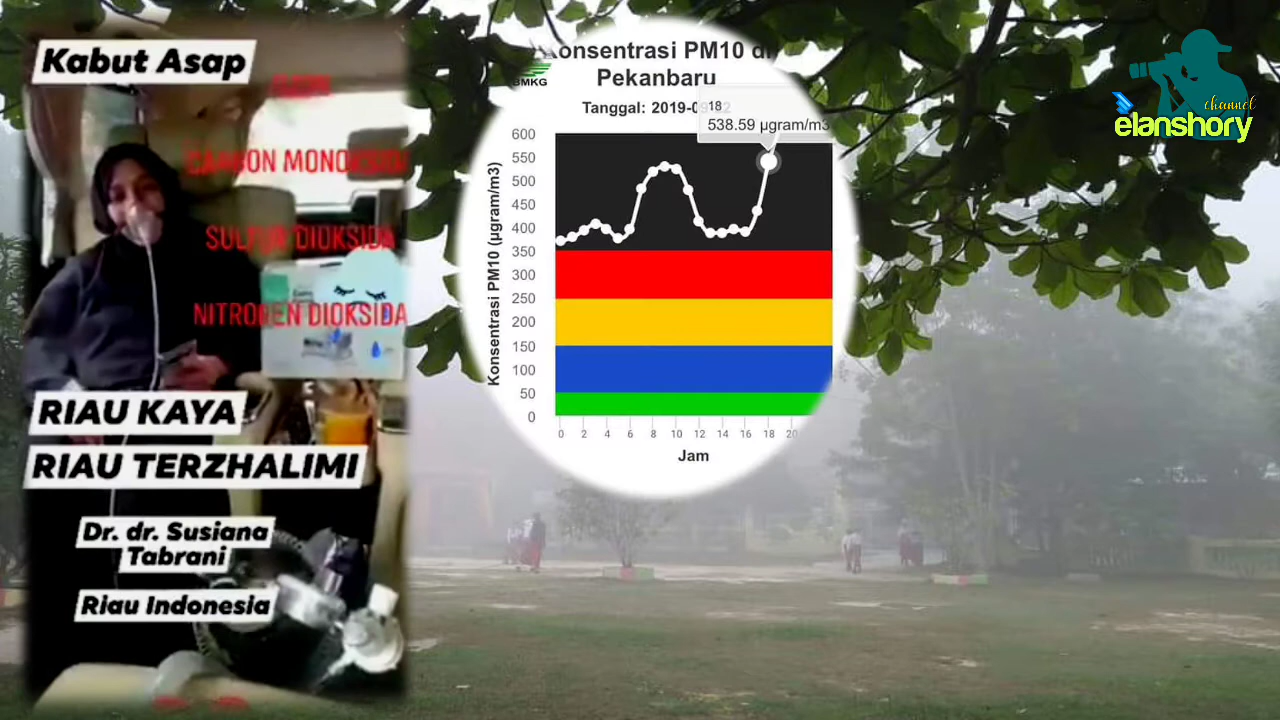 Kabut Asap
CARBON MONOKSIDA
SULFUR DIOKSIDA
NITROGEN DIOKSIDA
RIAU KAYA
RIAU TERZHALIMI
Dr. dr. Susiana
Tabrani
Riau Indonesia
Konsentrasi PM10 di
Pekanbaru
BMKG
Tanggal: 2019-09-
18
538.59 µgram/m3
Konsentrasi PM10 (µgram/m3)
600
550
500
450
400
350
300
250
200
150
100
50
0
0 2 4 6 8 10 12 14 16 18 20
Jam
channel
elanshory